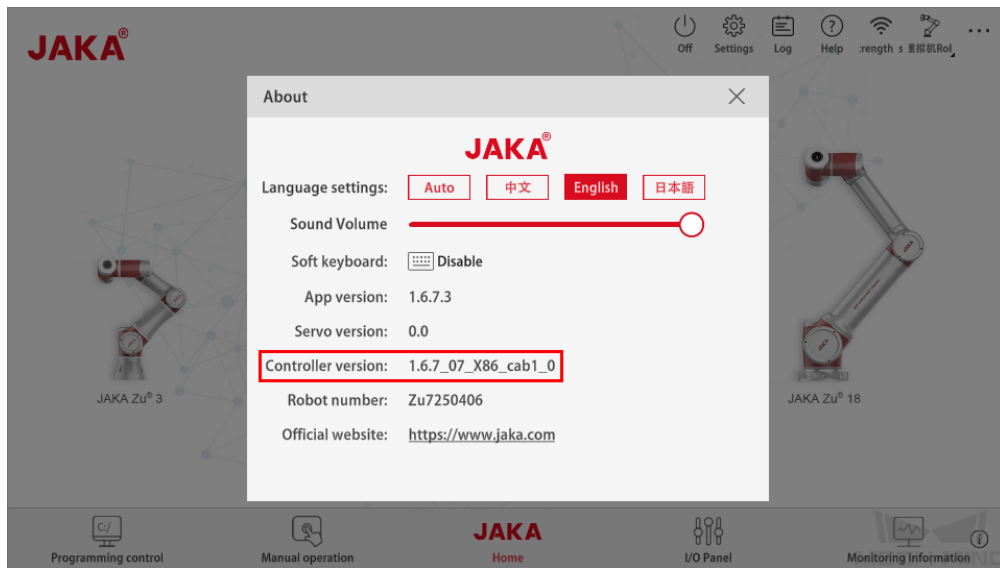 JAKA®
Off
Settings
Log
Help
:rength s
About
JAKA®
Language settings: Auto 中文 English 日本語
Sound Volume
Soft keyboard: Disable
App version: 1.6.7.3
Servo version: 0.0
Controller version: 1.6.7_07_X86_cab1_0
Robot number: Zu7250406
Official website: https://www.jaka.com
JAKA Zu® 3
JAKA Zu® 18
C:/
Programming control
Manual operation
JAKA
Home
I/O Panel
Monitoring Information